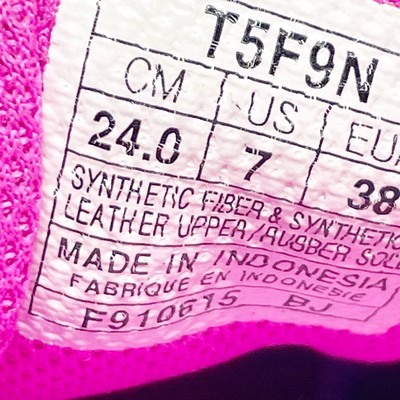 T5F9N
CM US EU
24.0 7 38
SYNTHETIC FIBER & SYNTHETIC
LEATHER UPPER/RUBBER SOLE
MADE IN INDONESIA
FABRIQUE EN INDONESIE
F910615 BJ